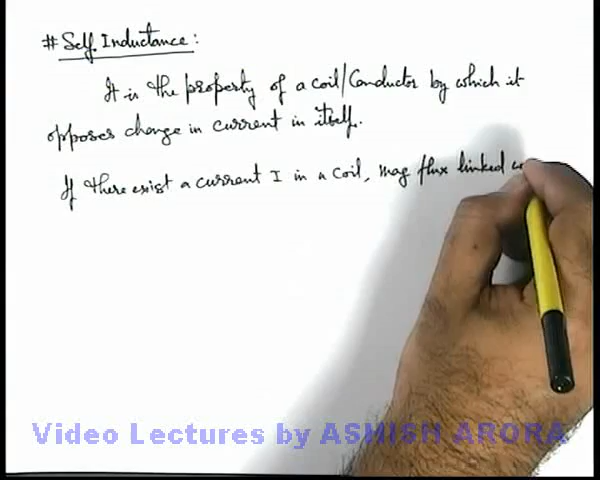 # Self Inductance:
It is the property of a coil/Conductor by which it
opposes change in current in itself.
If there exist a current I in a coil, mag flux linked
Video Lectures by ASHISH ARORA